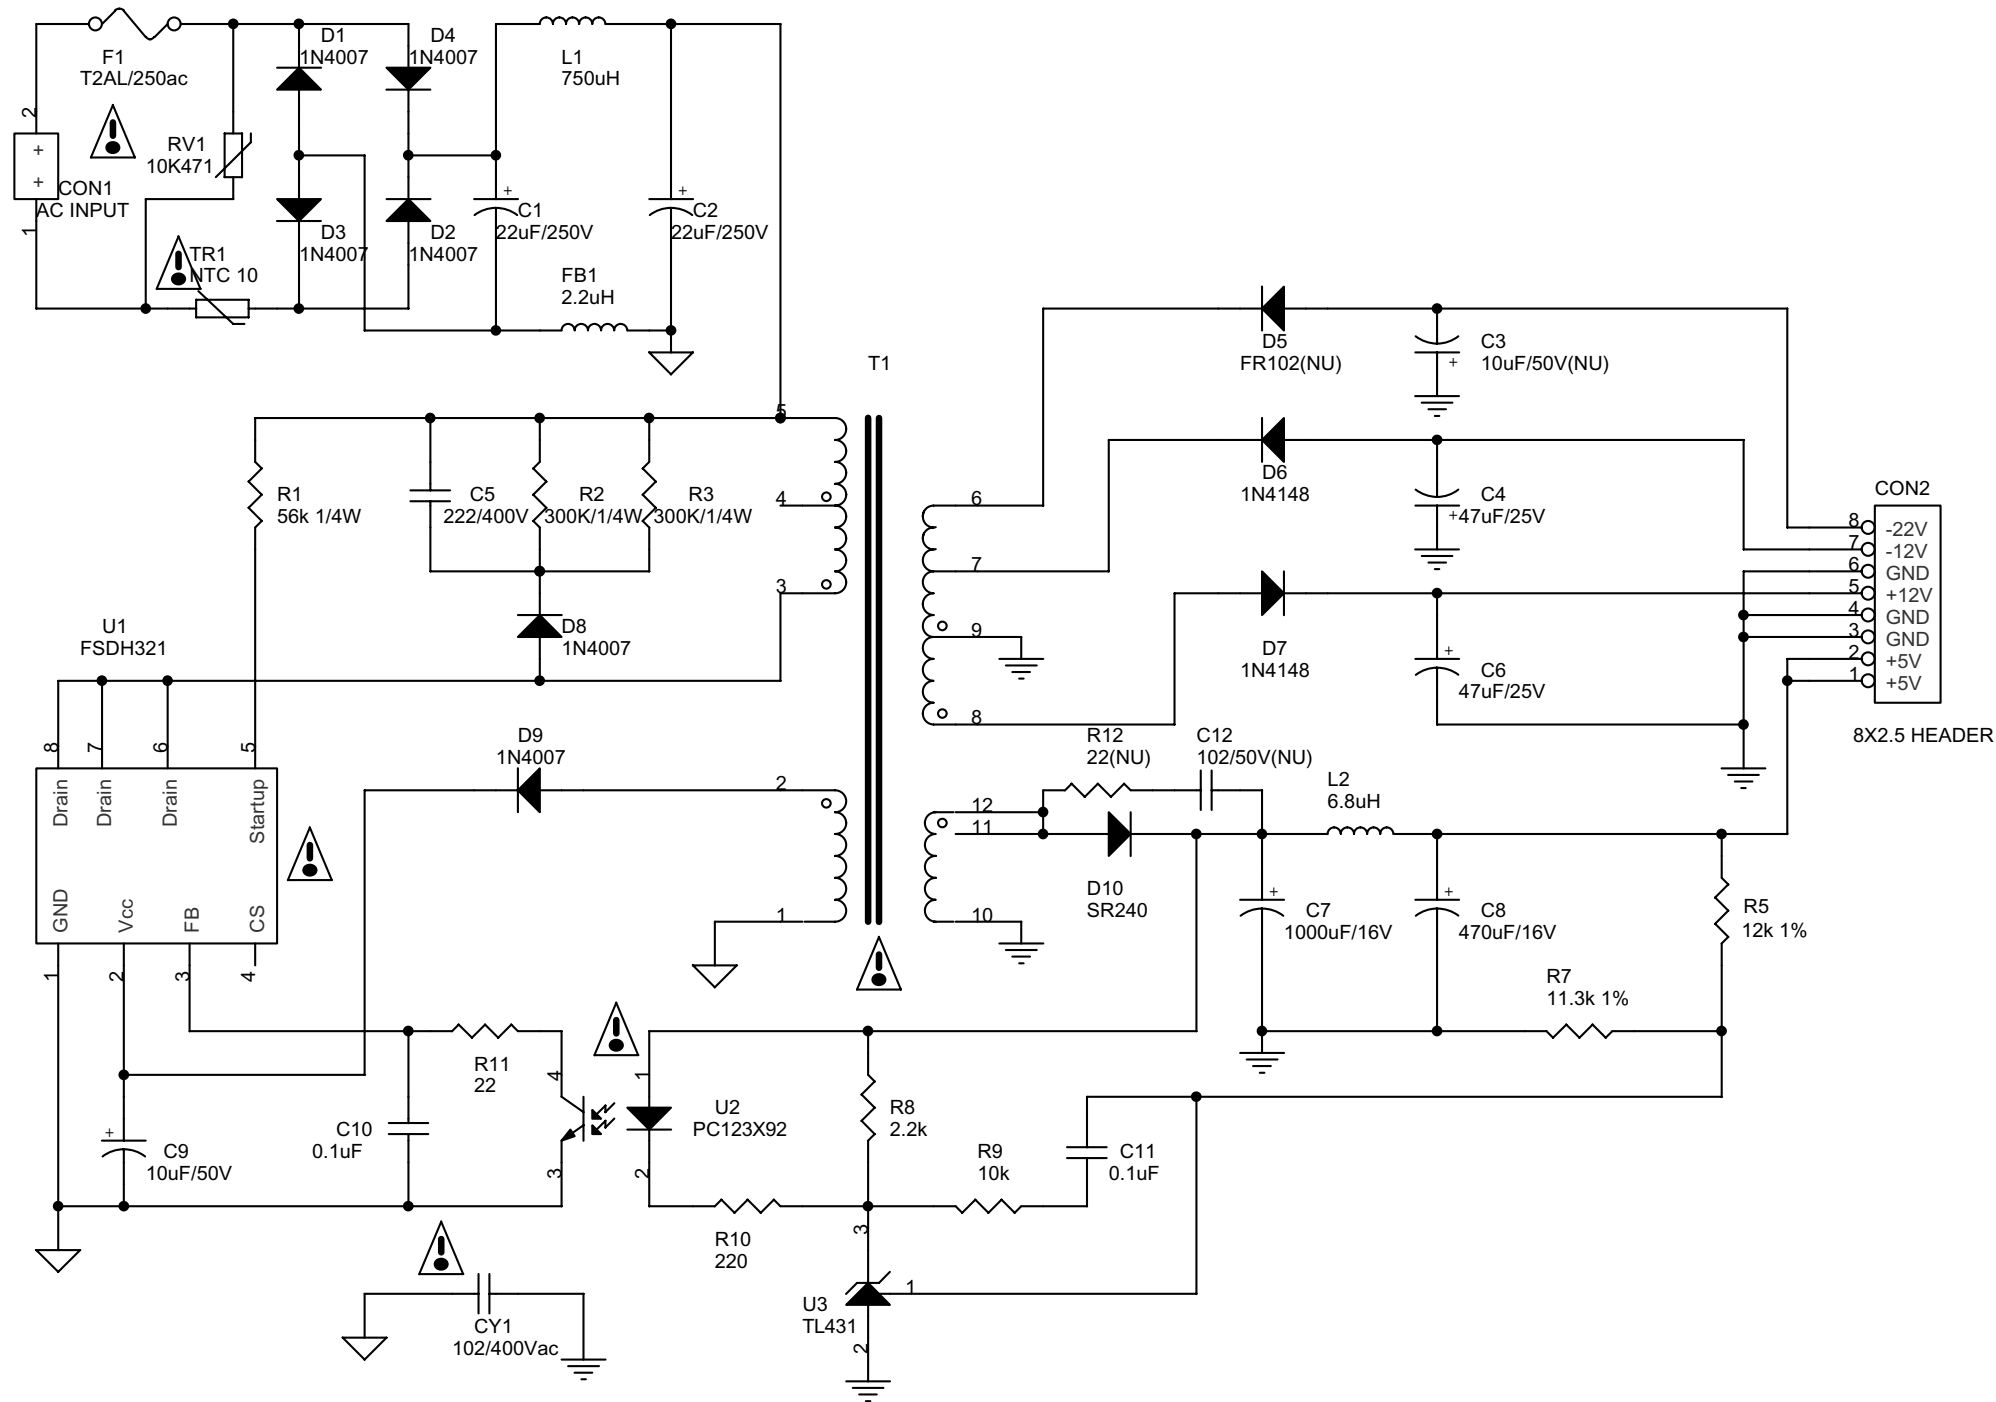 F1
T2AL/250ac
D1
1N4007
D4
1N4007
L1
750uH
2
+
+
CON1
AC INPUT
1
RV1
10K471
TR1
NTC 10
D3
1N4007
D2
1N4007
+
C1
22uF/250V
+
C2
22uF/250V
FB1
2.2uH
T1
D5
FR102(NU)
C3
10uF/50V(NU)
+
D6
1N4148
C4
+
47uF/25V
D7
1N4148
+
C6
47uF/25V
CON2
8
-22V
7
-12V
6
GND
5
+12V
4
GND
3
GND
2
+5V
1
+5V
8X2.5 HEADER
R1
56k 1/4W
C5
222/400V
R2
300K/1/4W
R3
300K/1/4W
5
4
3
2
1
6
7
9
8
12
11
10
U1
FSDH321
D8
1N4007
D9
1N4007
8
7
6
5
Drain
Drain
Drain
Startup
GND
Vcc
FB
CS
1
2
3
4
R12
22(NU)
C12
102/50V(NU)
L2
6.8uH
D10
SR240
+
C7
1000uF/16V
+
C8
470uF/16V
R5
12k 1%
R7
11.3k 1%
R11
22
4
3
1
2
U2
PC123X92
R8
2.2k
R9
10k
C11
0.1uF
+
C9
10uF/50V
C10
0.1uF
R10
220
3
1
2
U3
TL431
CY1
102/400Vac